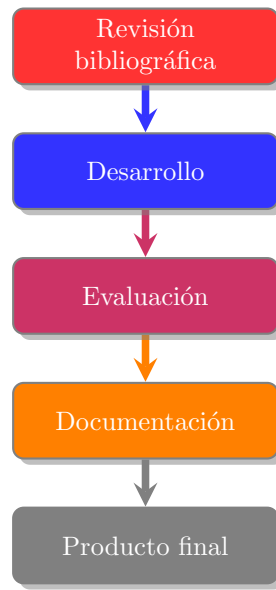 Revisión
bibliográfica
Desarrollo
Evaluación
Documentación
Producto final